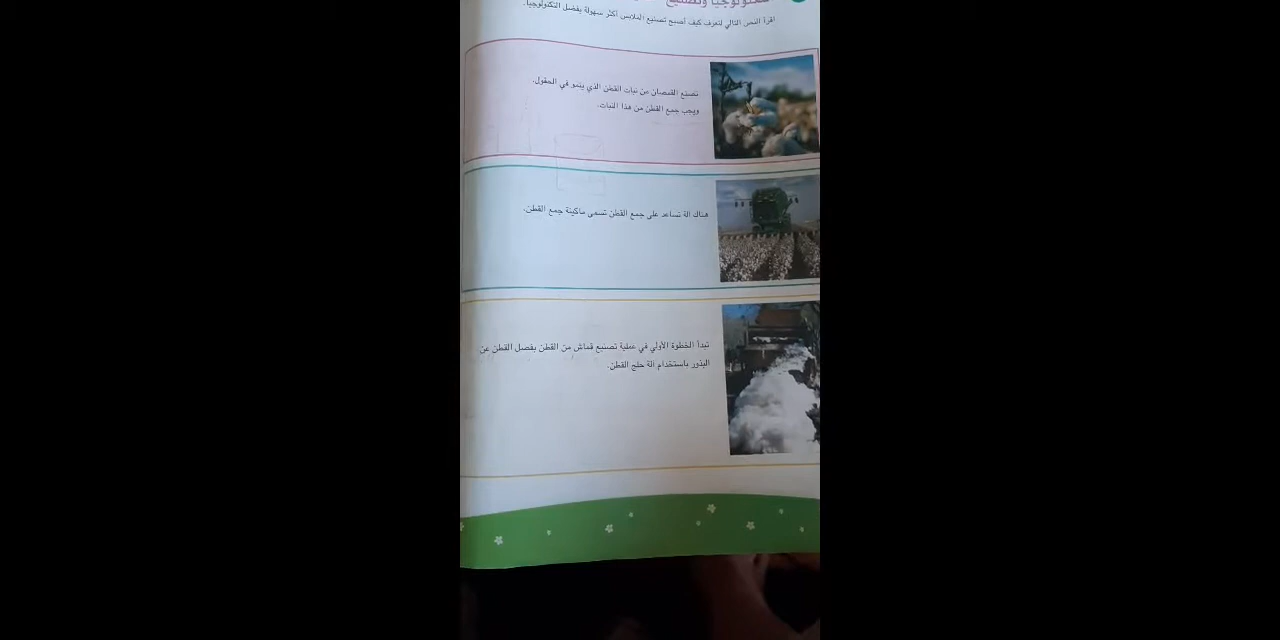 تكنولوجيا وتصنيع
اقرأ النص التالي لتعرف كيف أصبح تصنيع الملابس أكثر سهولة بفضل التكنولوجيا.
تصنع القمصان من نبات القطن الذي ينمو في الحقول.
ويجب جمع القطن من هذا النبات.
هناك آلة تساعد على جمع القطن تسمى ماكينة جمع القطن.
تبدأ الخطوة الأولى في عملية تصنيع قماش من القطن بفصل القطن عن
البذور باستخدام آلة حلج القطن.